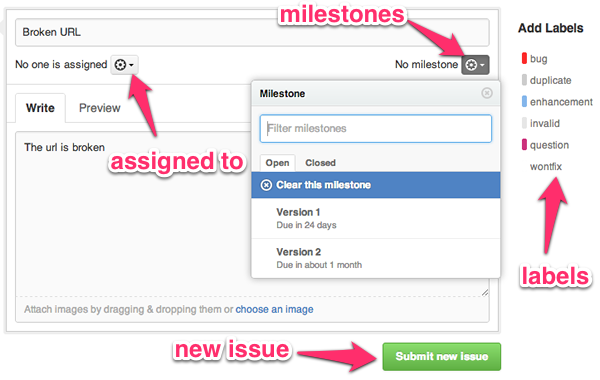 milestones
Broken URL
Add Labels
No one is assigned
No milestone
bug
duplicate
enhancement
invalid
question
wontfix
Milestone
Write
Preview
Filter milestones
The url is broken
assigned to
Open
Closed
Clear this milestone
Version 1
Due in 24 days
Version 2
Due in about 1 month
labels
Attach images by dragging & dropping them or choose an image
new issue
Submit new issue